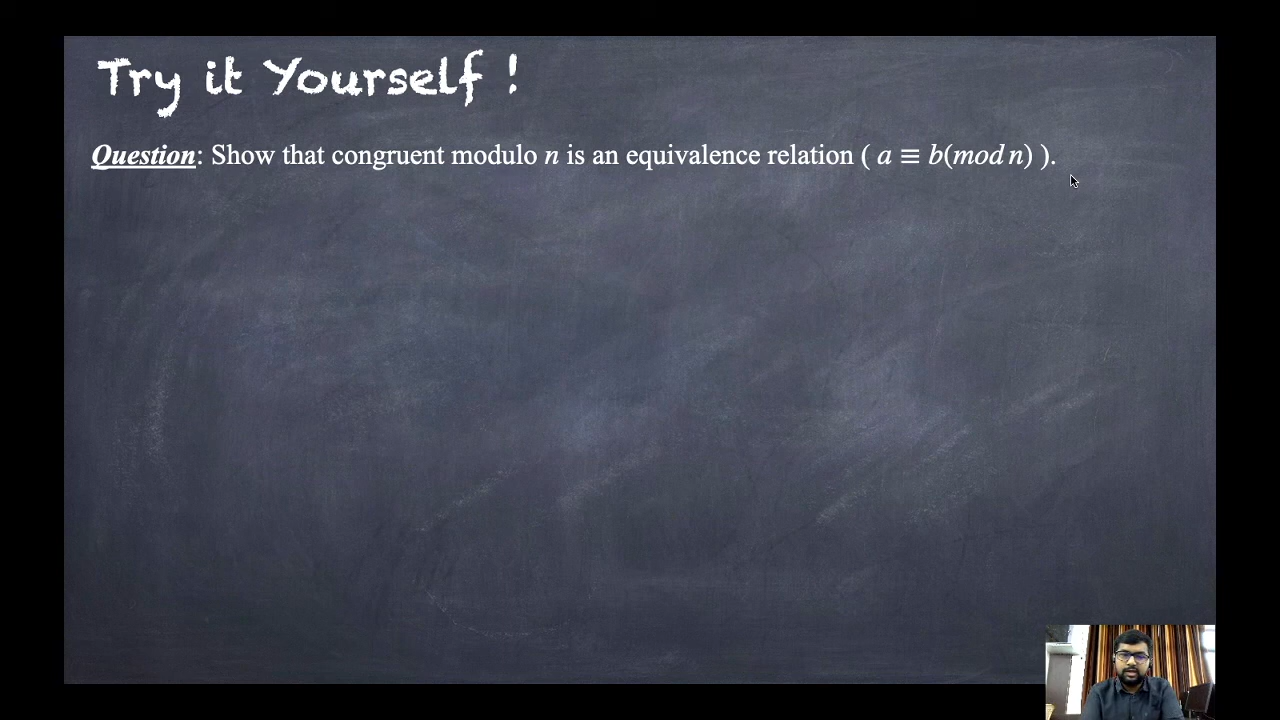 Try it Yourself !
Question: Show that congruent modulo n is an equivalence relation ( a ≡ b(mod n) ).